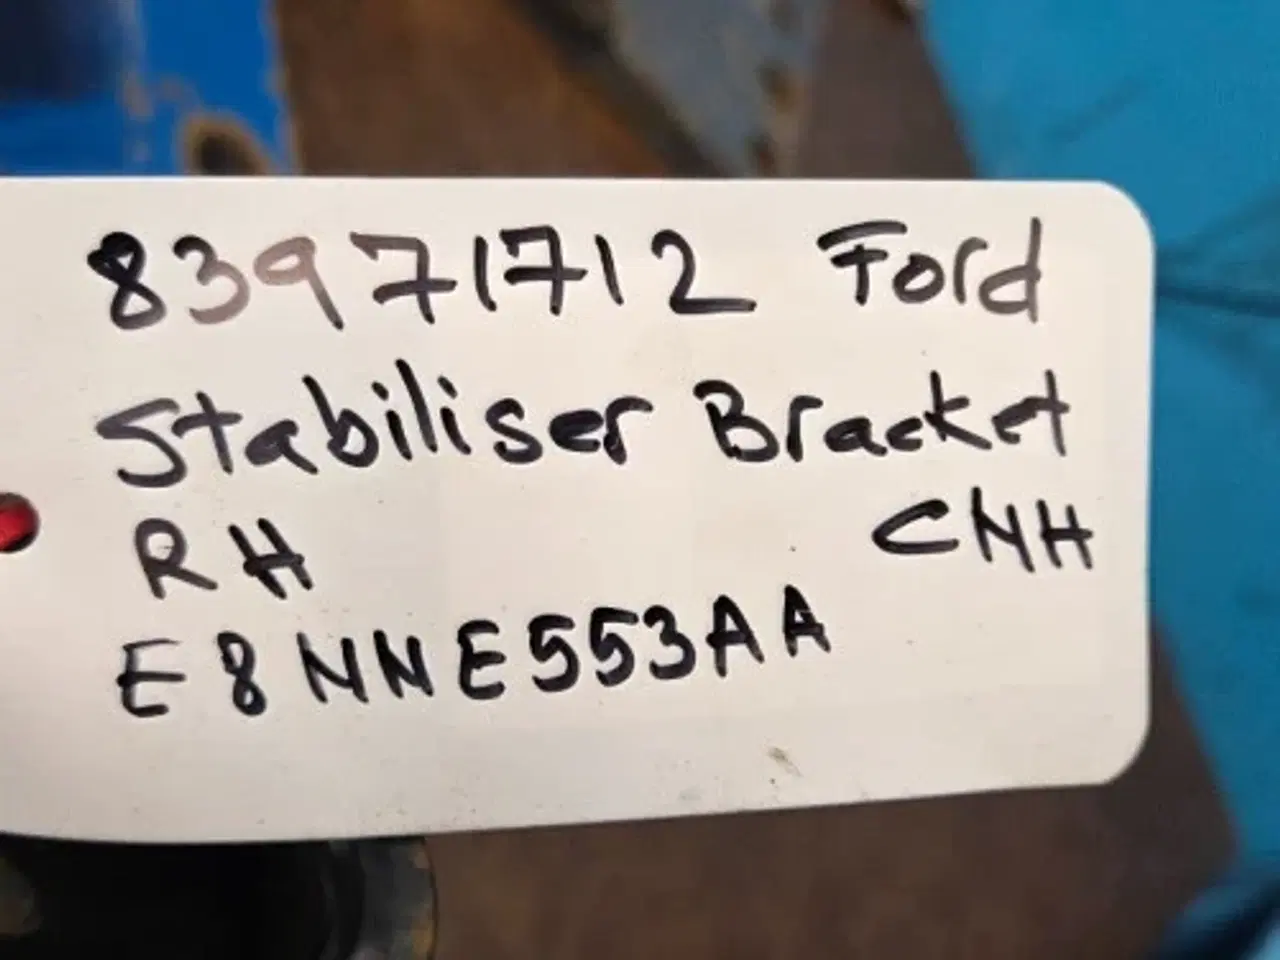 83971712 Ford
Stabiliser Bracket
RH CNH
E8NNE553AA